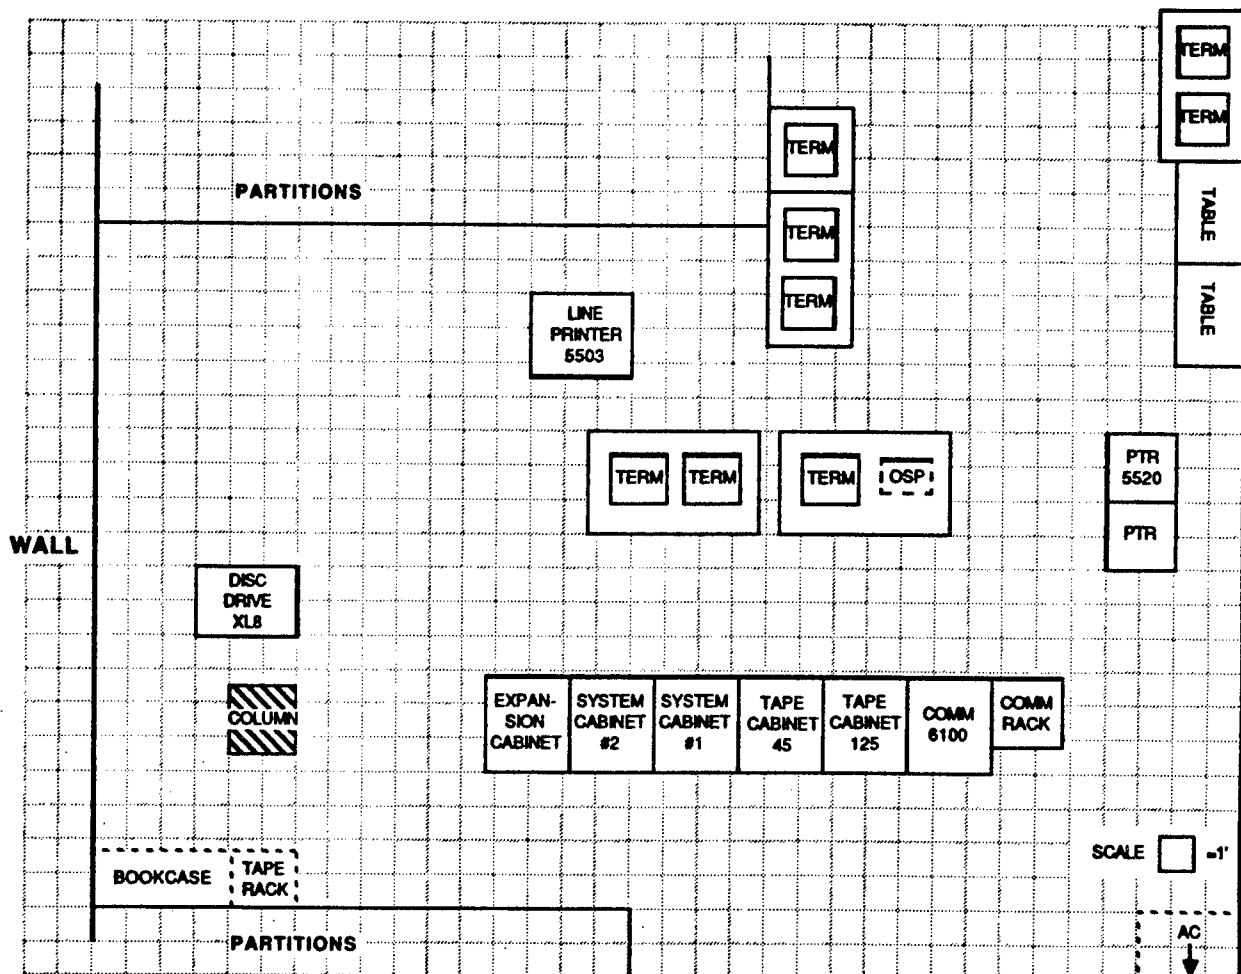 TERM
TERM
TERM
PARTITIONS
TABLE
TERM
TERM
TABLE
LINE
PRINTER
5503
TERM
TERM
TERM
OSP
PTR
5520
PTR
WALL
DISC
DRIVE
XL8
COLUMN
EXPAN-
SION
CABINET
SYSTEM
CABINET
#2
SYSTEM
CABINET
#1
TAPE
CABINET
45
TAPE
CABINET
125
COMM
6100
COMM
RACK
SCALE =1'
BOOKCASE
TAPE
RACK
PARTITIONS
AC